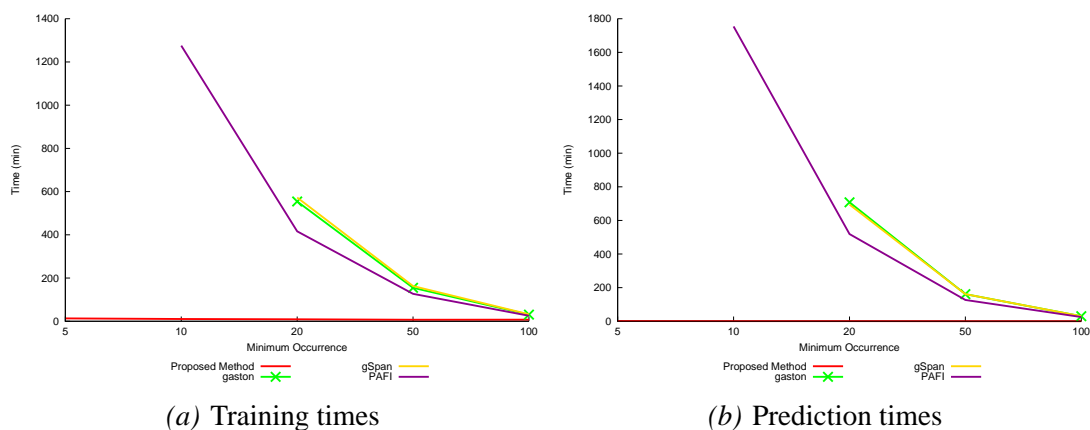 1400
1200
1000
800
600
400
200
0
Time (min)
5 10 20 50 100
Minimum Occurrence
Proposed Method gSpan
gaston PAFI
(a) Training times
1800
1600
1400
1200
1000
800
600
400
200
0
Time (min)
5 10 20 50 100
Minimum Occurrence
Proposed Method gSpan
gaston PAFI
(b) Prediction times